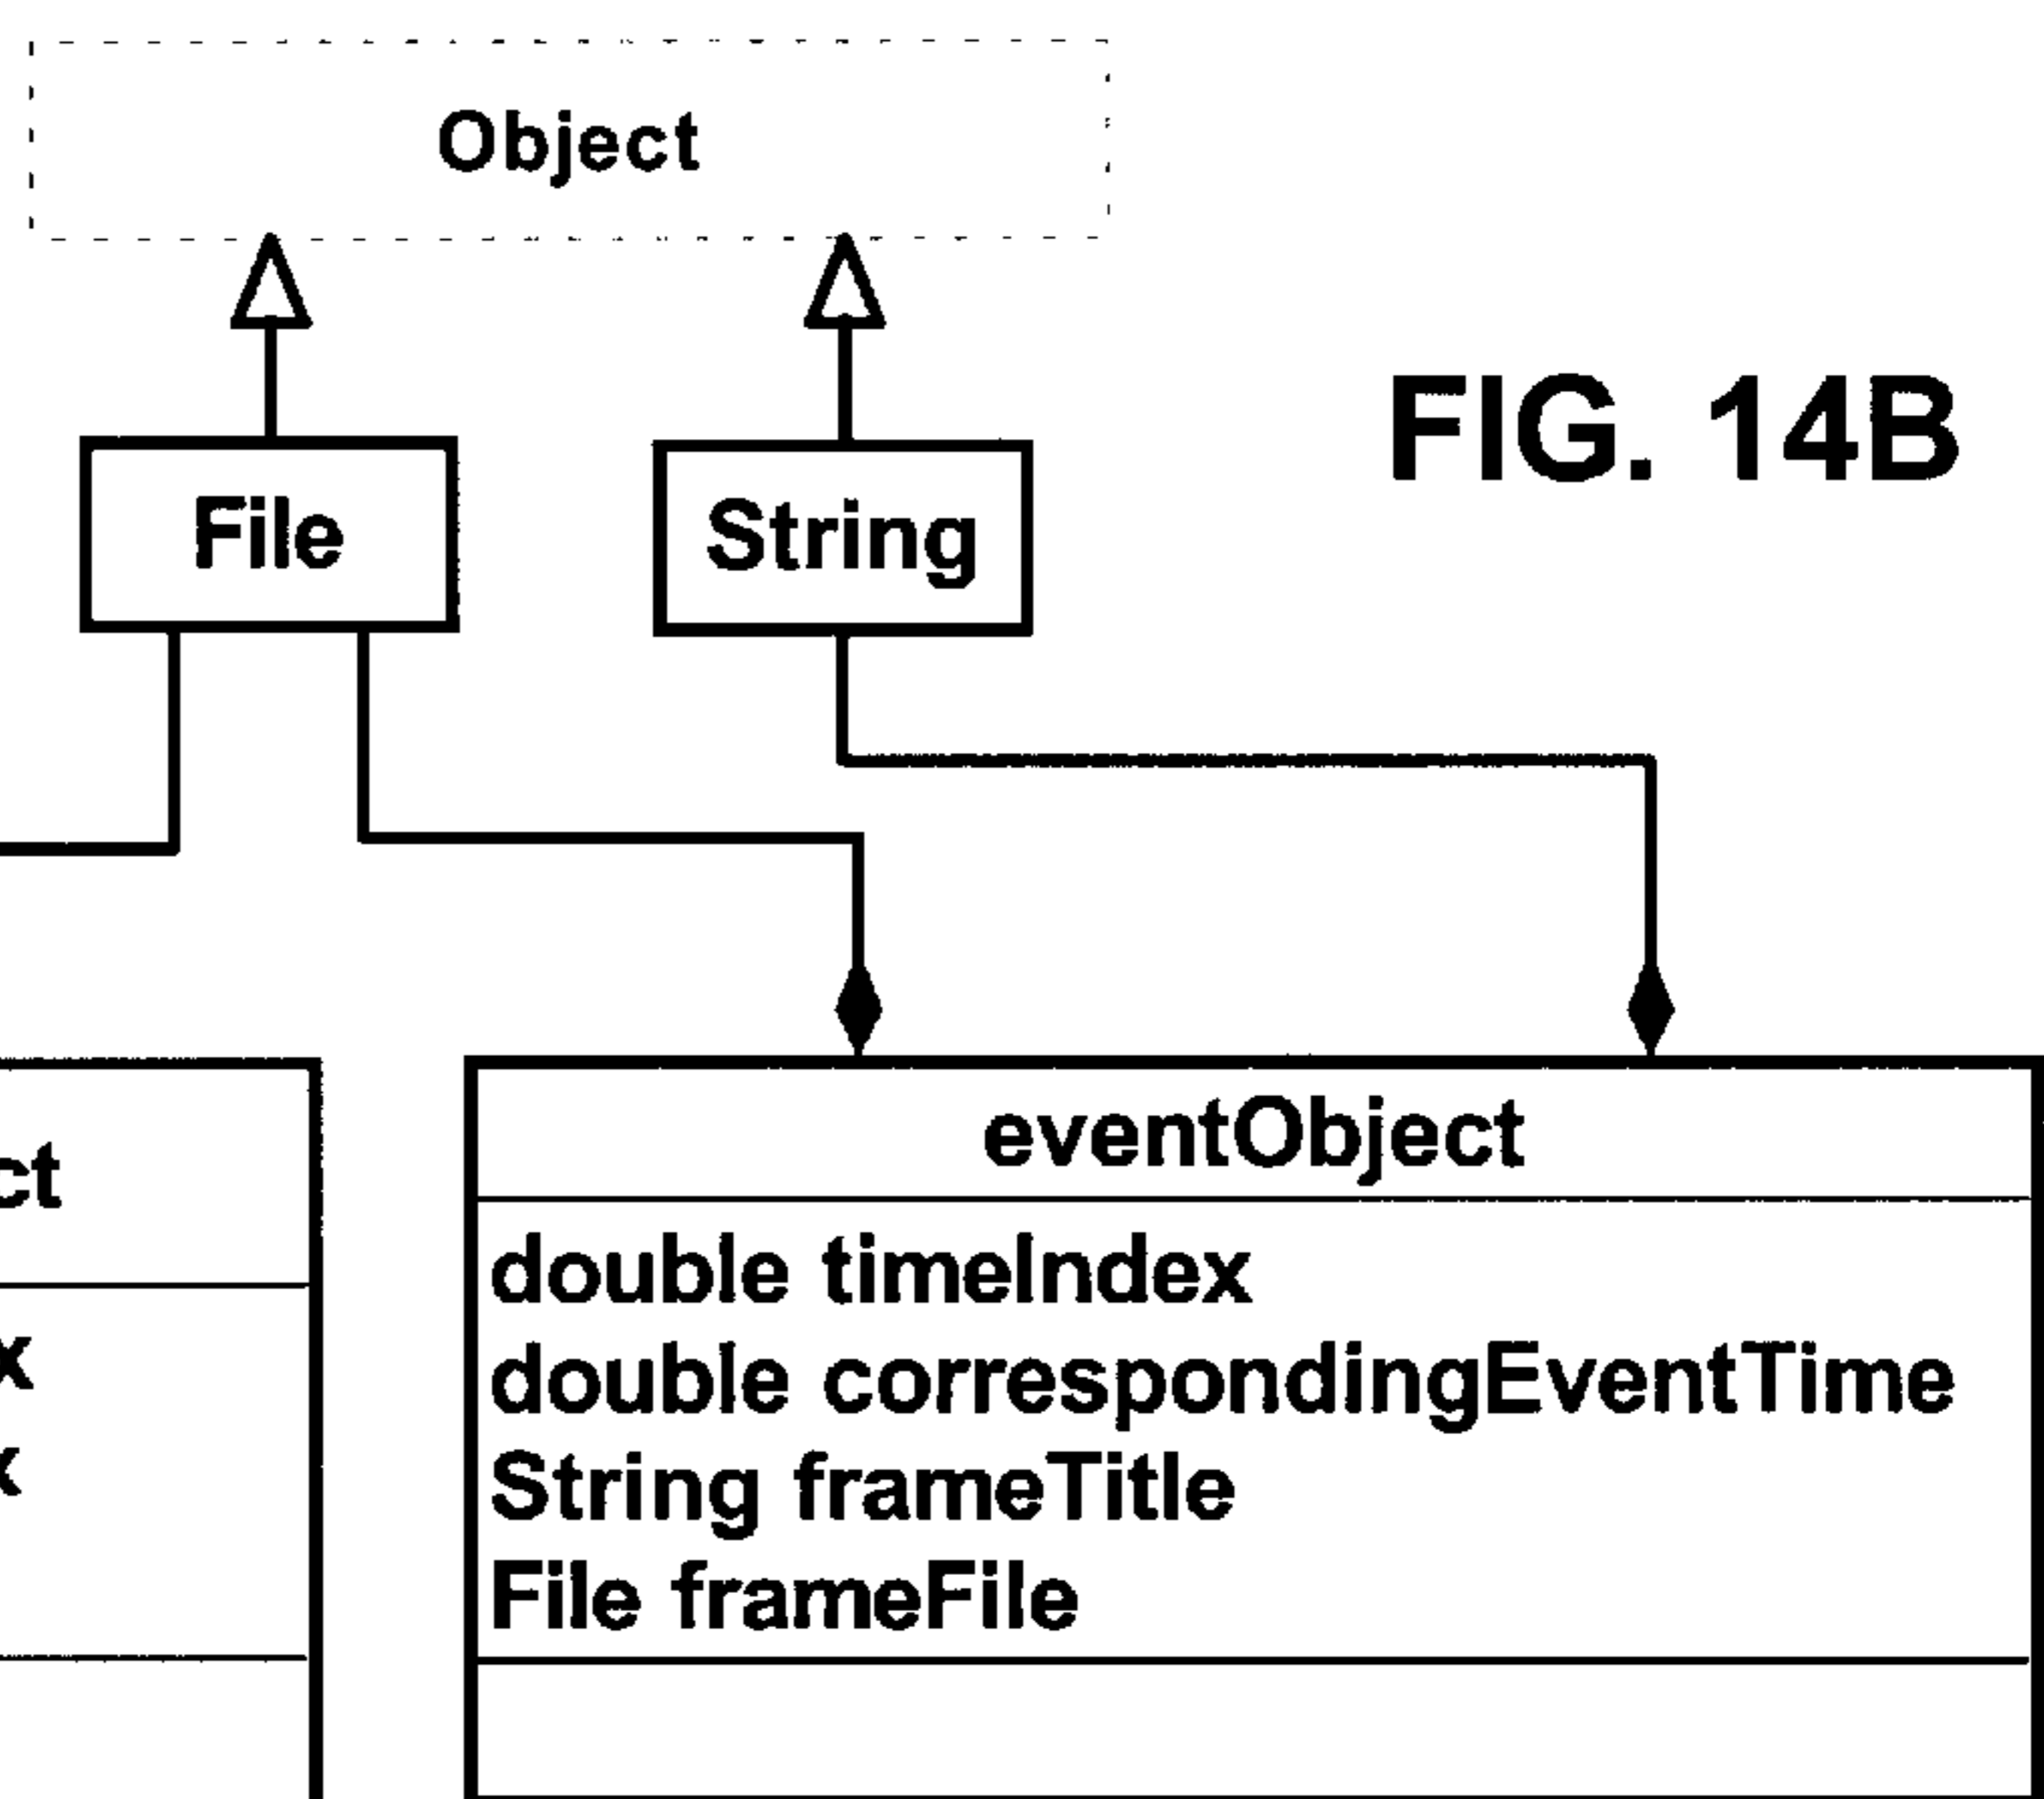 Object
FIG. 14B
File
String
eventObject
double timeIndex
double correspondingEventTime
String frameTitle
File frameFile
ct
x
x